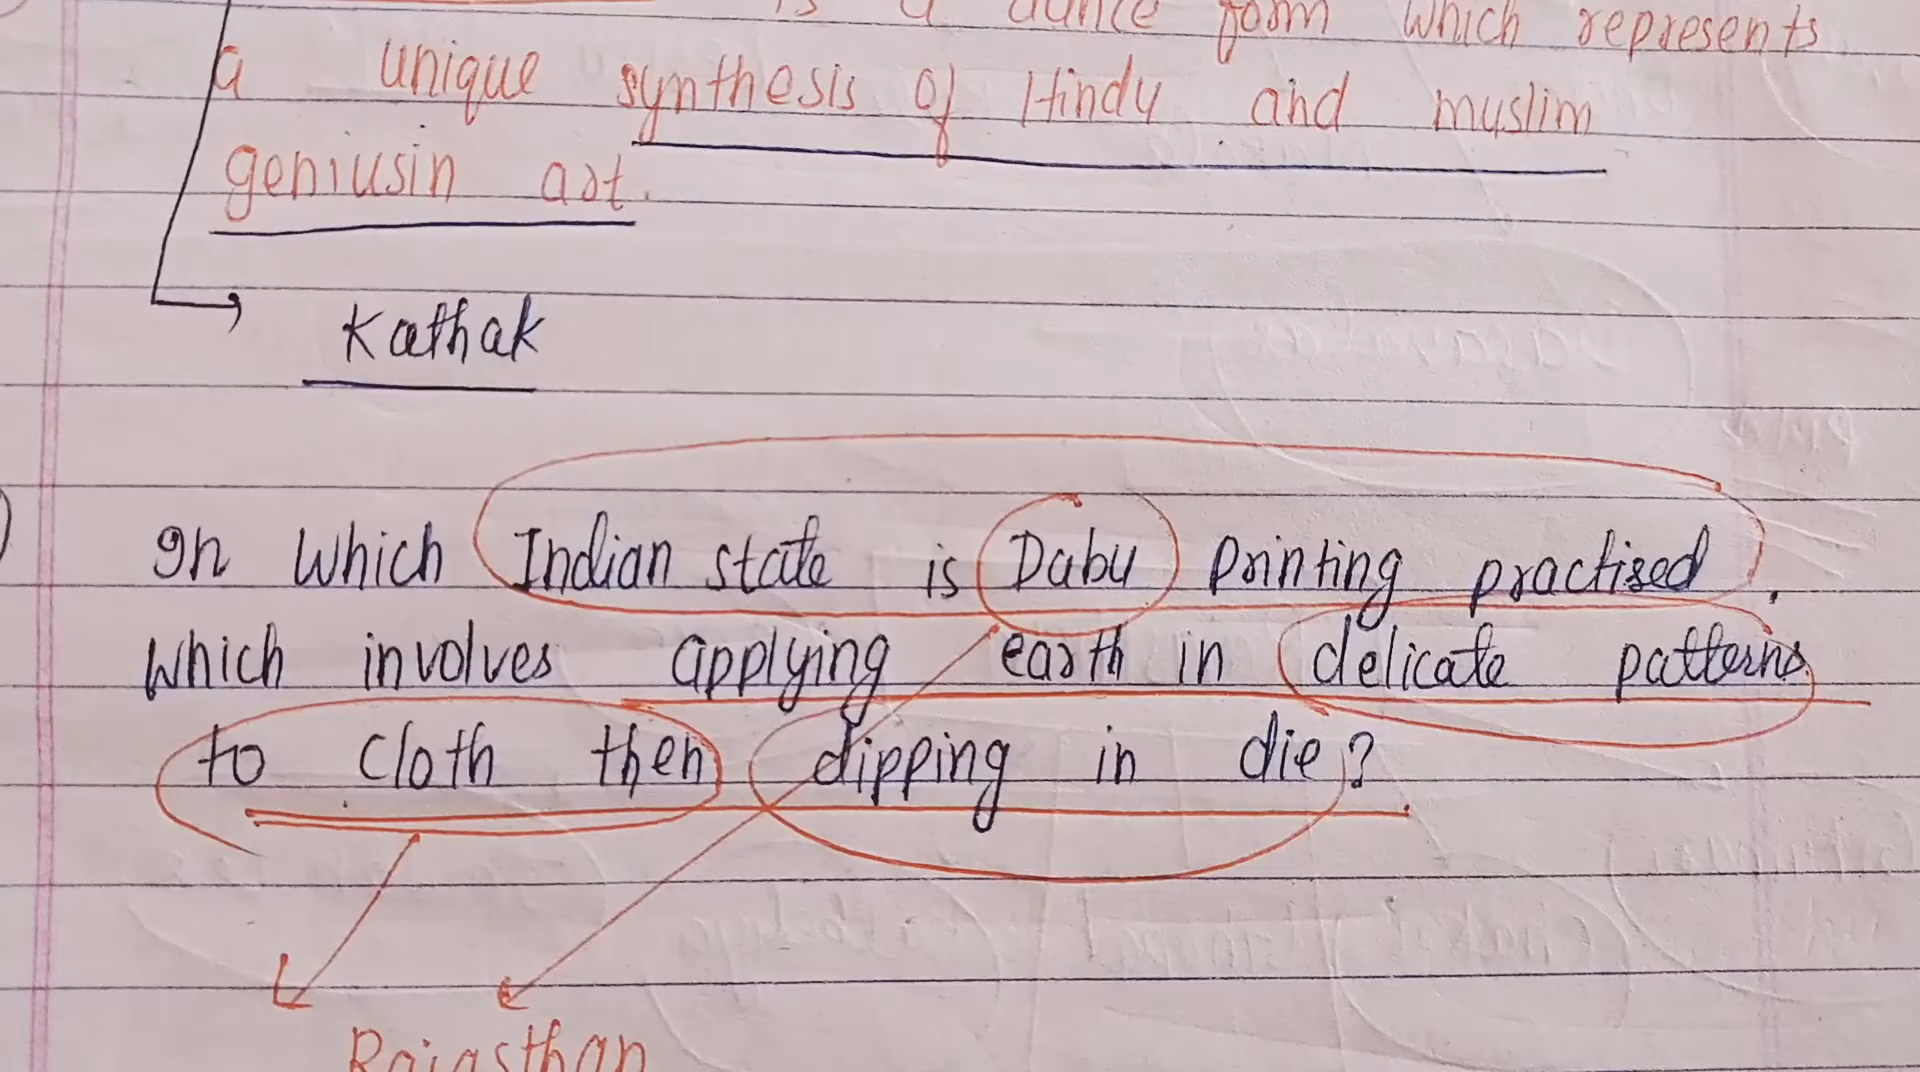 is a dance form which represents
a unique synthesis of Hindu and muslim
geniusin art.
Kathak
In which Indian state is Dabu printing practised.
which involves applying earth in delicate patterns
to cloth then dipping in die?
Rajasthan